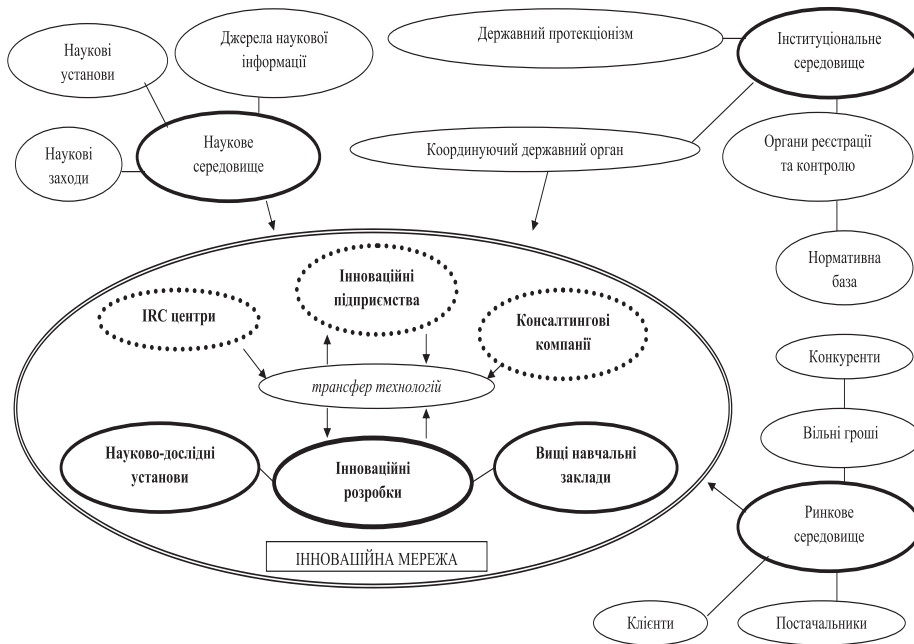 Наукові
установи
Джерела наукової
інформації
Державний протекціонізм
Інституціональне
середовище
Наукові
заходи
Наукове
середовище
Координуючий державний орган
Органи реєстрації
та контролю
Нормативна
база
Інноваційні
підприємства
IRC центри
Консалтингові
компанії
трансфер технологій
Науково-дослідні
установи
Інноваційні
розробки
Вищі навчальні
заклади
ІННОВАШІЙНА МЕРЕЖА
Конкуренти
Вільні гроші
Ринкове
середовище
Клієнти
Постачальники